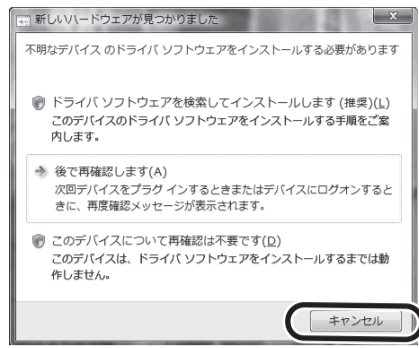 新しいハードウェアが見つかりました
不明なデバイス のドライバ ソフトウェアをインストールする必要があります
ドライバ ソフトウェアを検索してインストールします (推奨)(L)
このデバイスのドライバ ソフトウェアをインストールする手順をご案
内します。
後で再確認します(A)
次回デバイスをプラグ インするときまたはデバイスにログオンすると
きに、再度確認メッセージが表示されます。
このデバイスについて再確認は不要です(D)
このデバイスは、ドライバ ソフトウェアをインストールするまでは動
作しません。
キャンセル